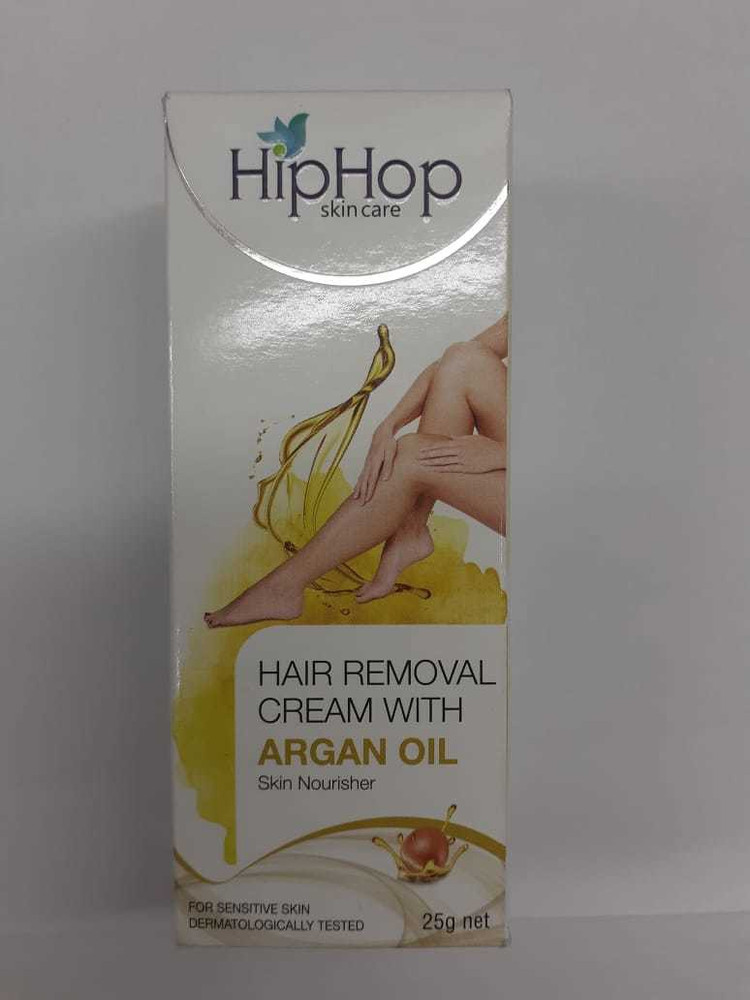 HipHop
skin care
HAIR REMOVAL
CREAM WITH
ARGAN OIL
Skin Nourisher
FOR SENSITIVE SKIN
DERMATOLOGICALLY TESTED
25g net